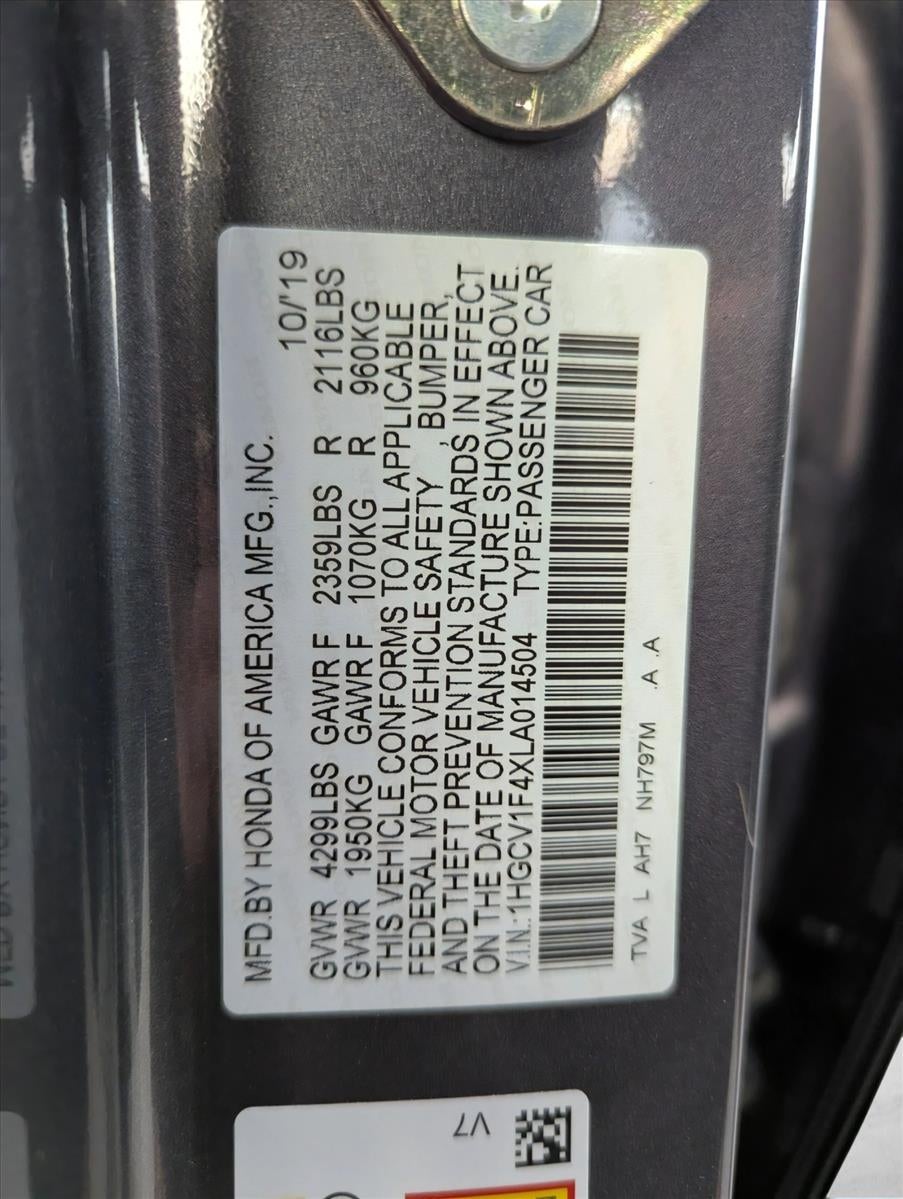 MFD.BY HONDA OF AMERICA MFG.,INC. 10/'19
GVWR 4299LBS GAWR F 2359LBS R 2116LBS
GVWR 1950KG GAWR F 1070KG R 960KG
THIS VEHICLE CONFORMS TO ALL APPLICABLE
FEDERAL MOTOR VEHICLE SAFETY , BUMPER,
AND THEFT PREVENTION STANDARDS, IN EFFECT
ON THE DATE OF MANUFACTURE SHOWN ABOVE.
V.I.N.:1HGCV1F4XLA014504 TYPE:PASSENGER CAR
TVA L AH7 NH797M .A .A
V7